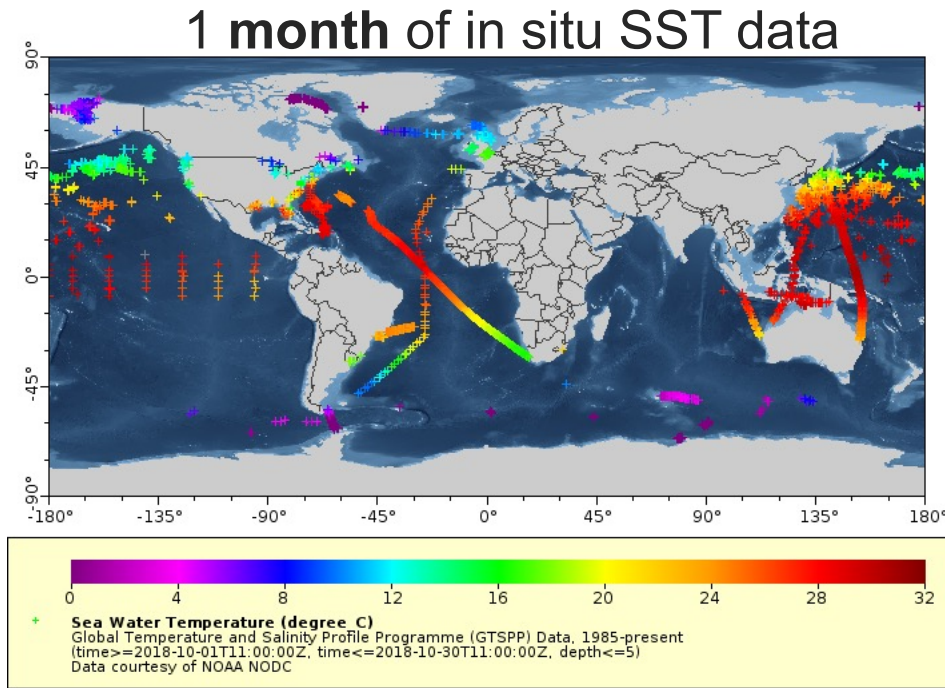 1 month of in situ SST data
90°
45°
0°
-45°
-90°
-180° -135° -90° -45° 0° 45° 90° 135° 180°
0 4 8 12 16 20 24 28 32
+ Sea Water Temperature (degree_C)
Global Temperature and Salinity Profile Programme (GTSPP) Data, 1985-present
(time>=2018-10-01T11:00:00Z, time<=2018-10-30T11:00:00Z, depth<=5)
Data courtesy of NOAA NODC